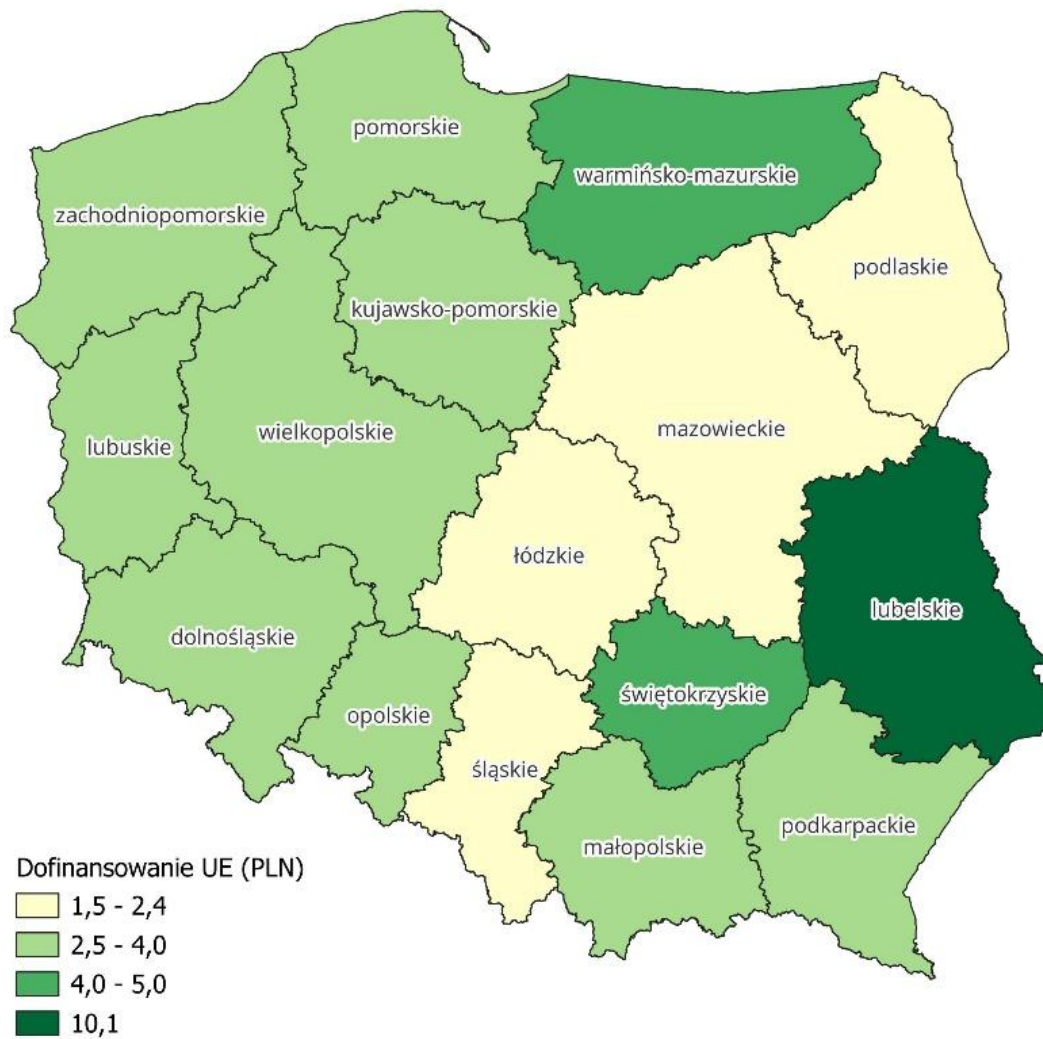 pomorskie
warmińsko-mazurskie
zachodniopomorskie
podlaskie
kujawsko-pomorskie
mazowieckie
wielkopolskie
lubuskie
łódzkie
lubelskie
dolnośląskie
świętokrzyskie
opolskie
śląskie
podkarpackie
małopolskie
Dofinansowanie UE (PLN)
1,5 - 2,4
2,5 - 4,0
4,0 - 5,0
10,1